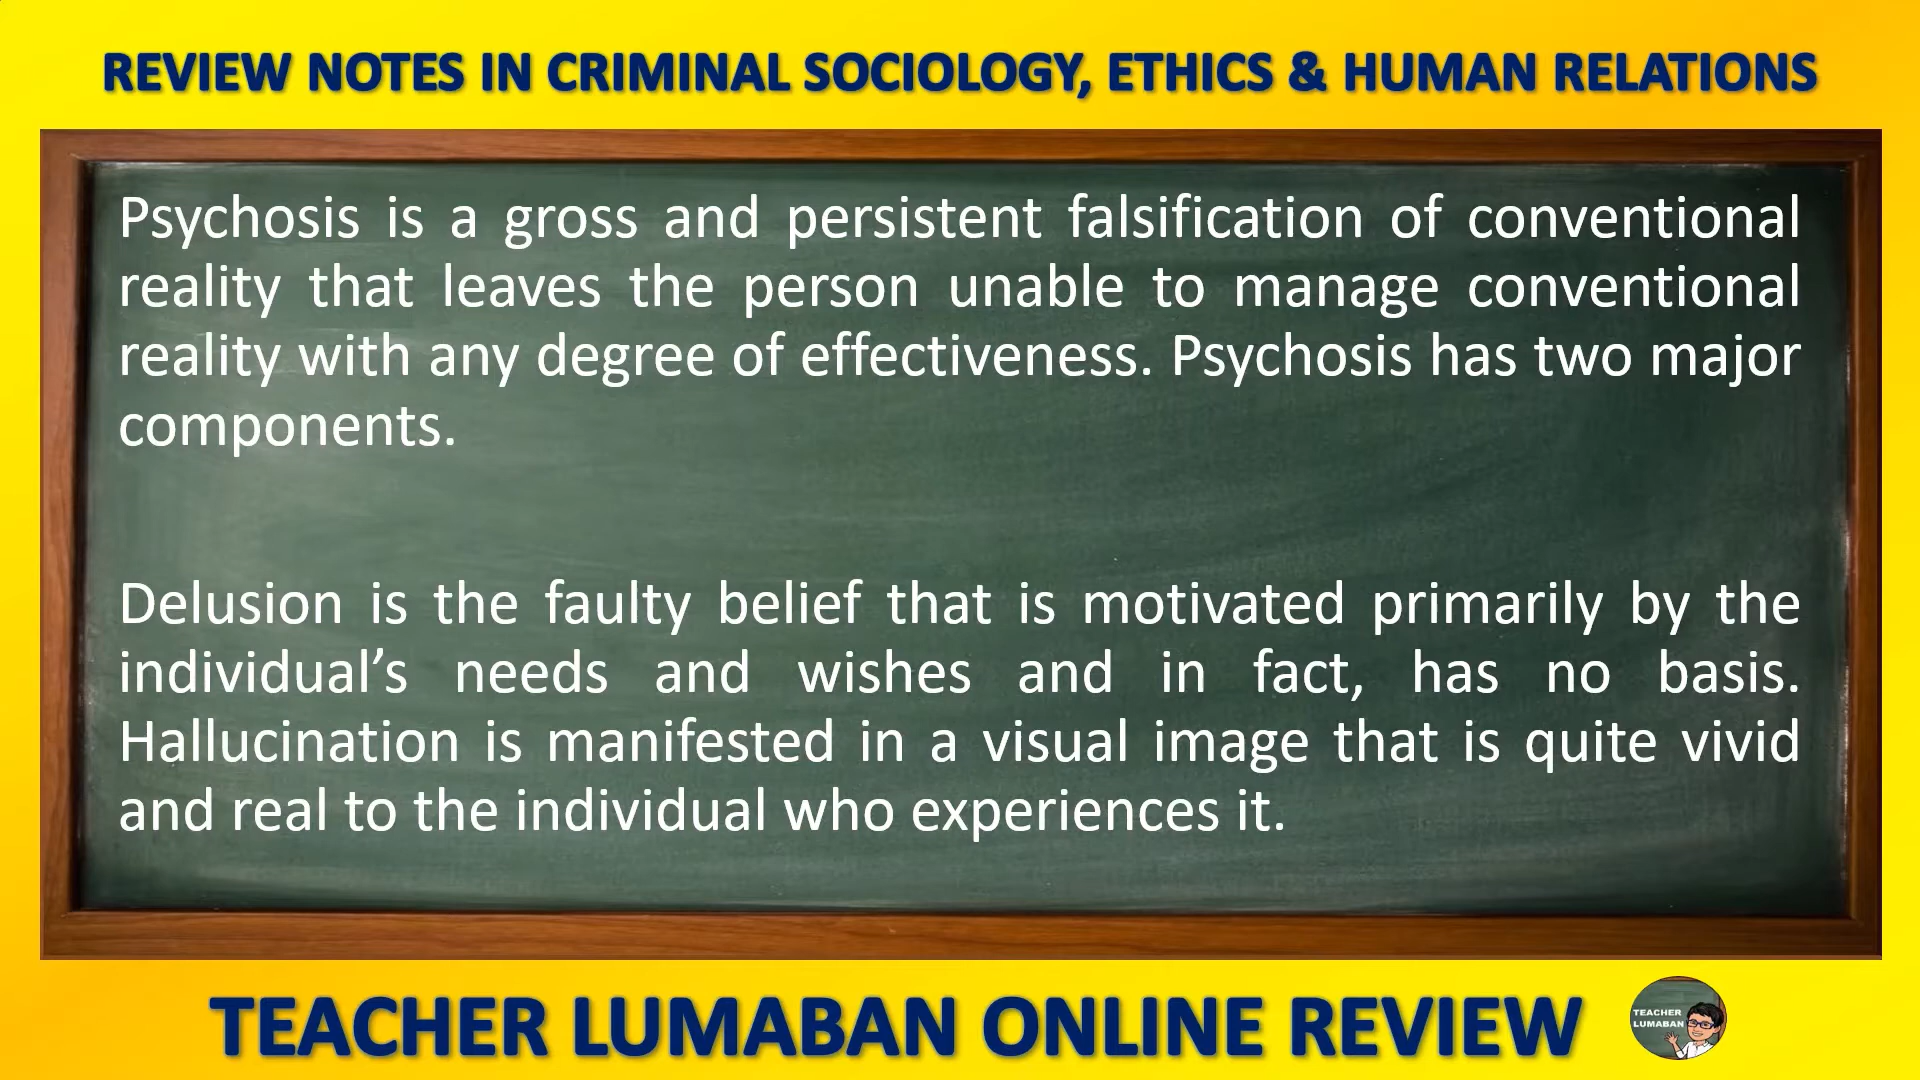 REVIEW NOTES IN CRIMINAL SOCIOLOGY, ETHICS & HUMAN RELATIONS
Psychosis is a gross and persistent falsification of conventional
reality that leaves the person unable to manage conventional
reality with any degree of effectiveness. Psychosis has two major
components.
Delusion is the faulty belief that is motivated primarily by the
individual’s needs and wishes and in fact, has no basis.
Hallucination is manifested in a visual image that is quite vivid
and real to the individual who experiences it.
TEACHER LUMABAN ONLINE REVIEW
TEACHER
LUMABAN